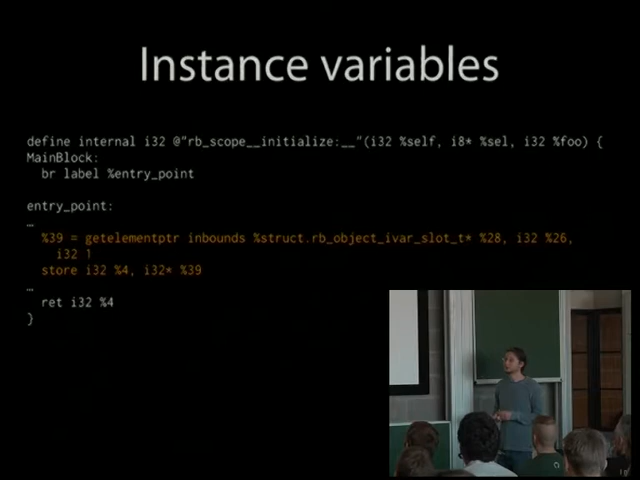 Instance variables
define internal i32 @"rb_scope__initialize:__"(i32 %self, i8* %sel, i32 %foo) {
MainBlock:
br label %entry_point
entry_point:
…
%39 = getelementptr inbounds %struct.rb_object_ivar_slot_t* %28, i32 %26,
i32 1
store i32 %4, i32* %39
…
ret i32 %4
}